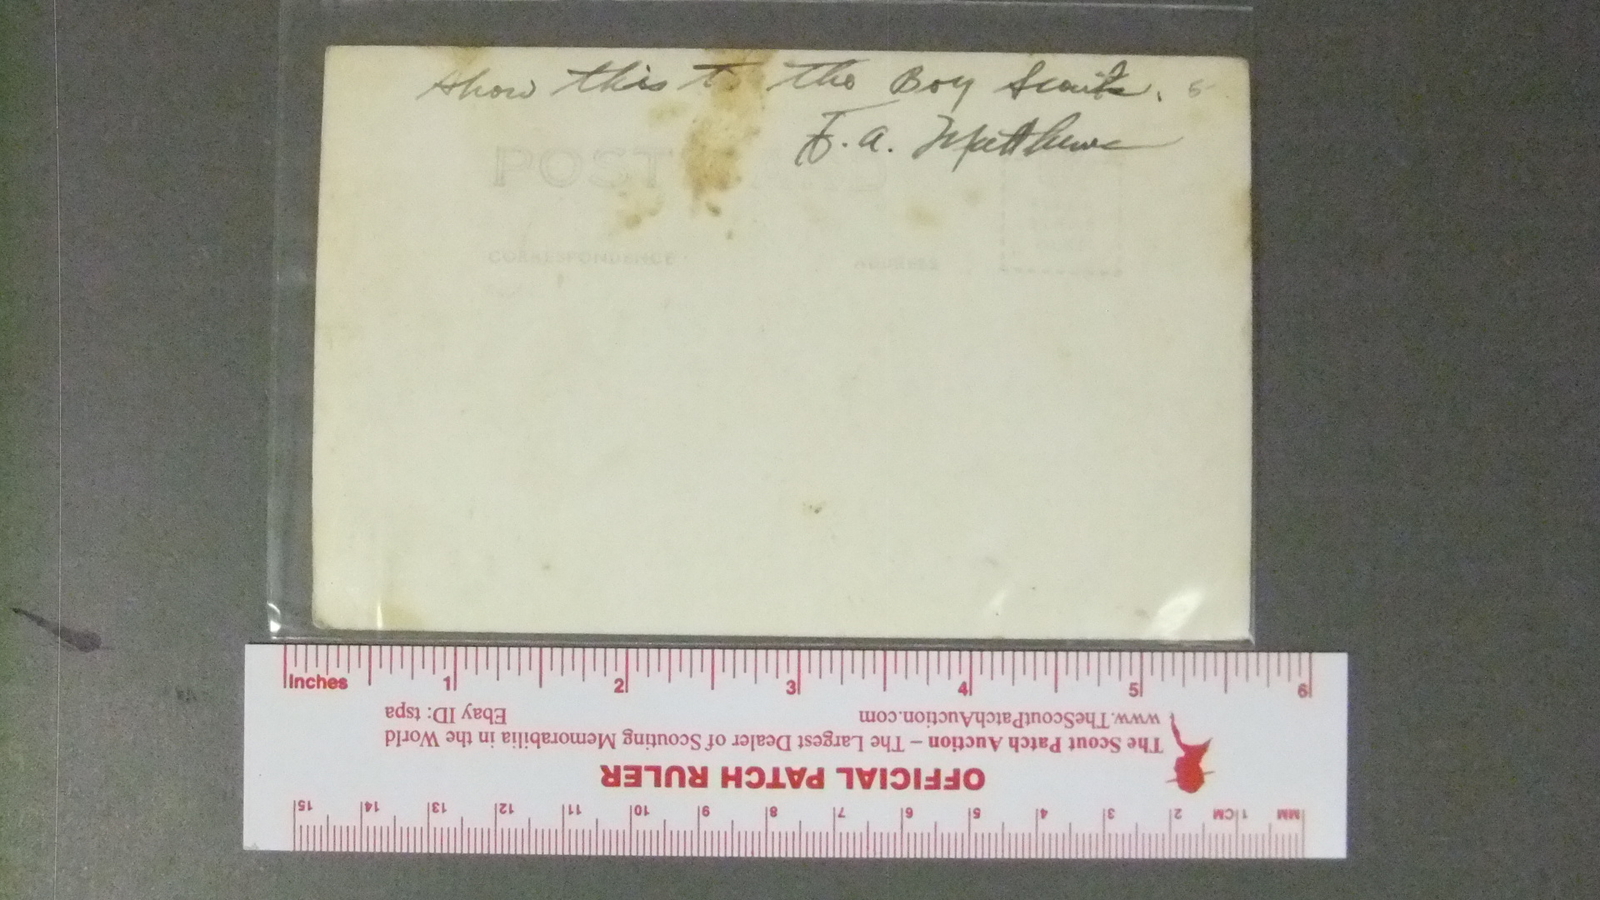 Show this to the Boy Scouts. 5
F. A. Matthews
POST CARD
CORRESPONDENCE
ADDRESS
Inches 1 2 3 4 5 6
www.TheScoutPatchAuction.com Ebay ID: tspa
The Scout Patch Auction – The Largest Dealer of Scouting Memorabilia in the World
OFFICIAL PATCH RULER
MM 1 CM 2 3 4 5 6 7 8 9 10 11 12 13 14 15